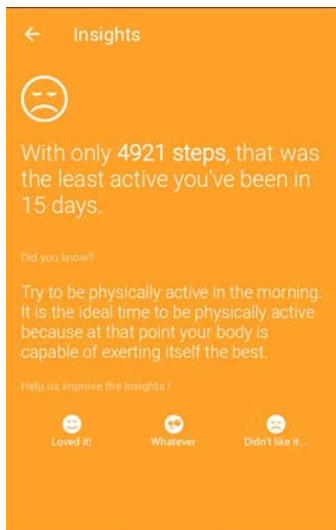 Insights
With only 4921 steps, that was
the least active you've been in
15 days.
Did you know?
Try to be physically active in the morning.
It is the ideal time to be physically active
because at that point your body is
capable of exerting itself the best.
Help us improve the Insights !
Loved it! Whatever Didn't like it...